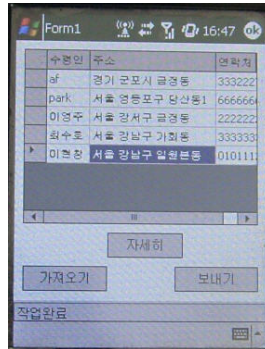 Form1 16:47 ok
수령인 주소 연락처
af 경기 군포시 금정동 333222
park 서울 영등포구 당산동1 666666
이영주 서울 강서구 금정동 222222
최수호 서울 강남구 가회동 333333
이현창 서울 강남구 일원본동 010111
자세히
가져오기 보내기
작업완료